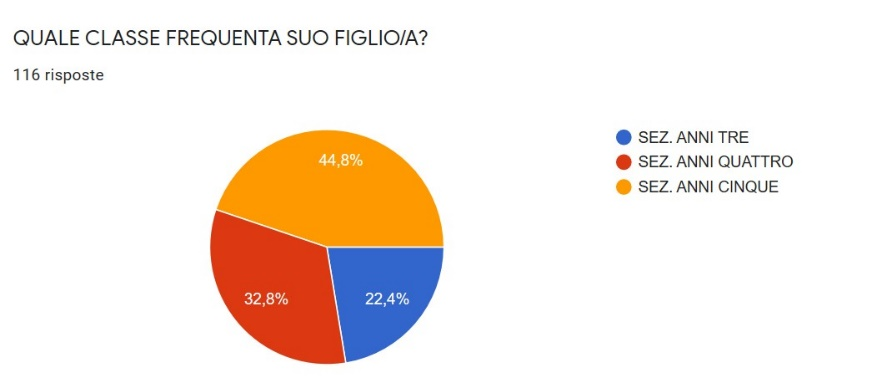 QUALE CLASSE FREQUENTA SUO FIGLIO/A?
116 risposte
44,8%
32,8%
22,4%
SEZ. ANNI TRE
SEZ. ANNI QUATTRO
SEZ. ANNI CINQUE